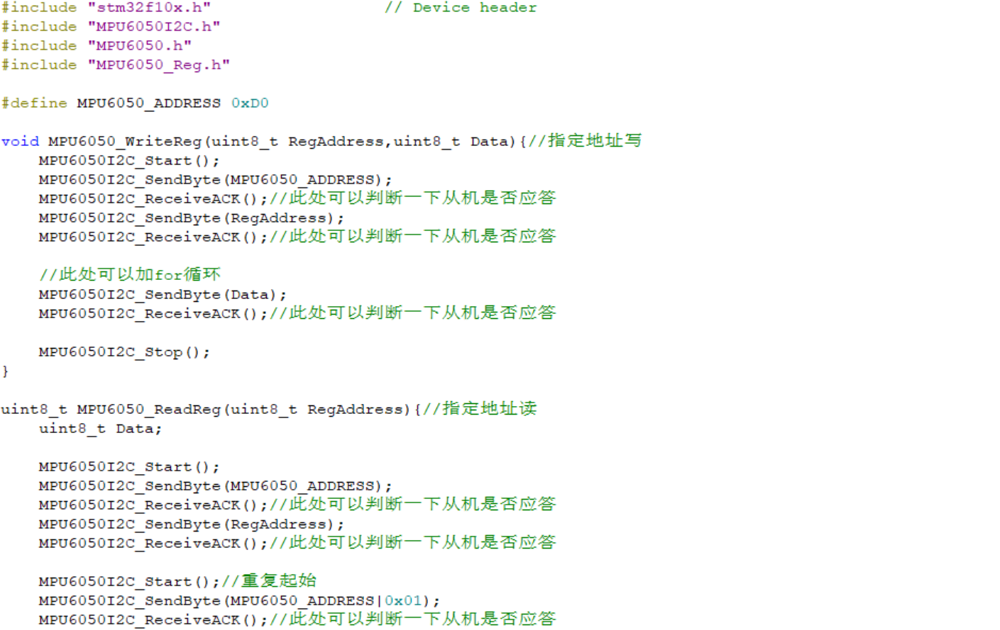 #include "stm32f10x.h"                  // Device header
#include "MPU6050I2C.h"
#include "MPU6050.h"
#include "MPU6050_Reg.h"
#define MPU6050_ADDRESS 0xD0
void MPU6050_WriteReg(uint8_t RegAddress,uint8_t Data){//指定地址写
    MPU6050I2C_Start();
    MPU6050I2C_SendByte(MPU6050_ADDRESS);
    MPU6050I2C_ReceiveACK();//此处可以判断一下从机是否应答
    MPU6050I2C_SendByte(RegAddress);
    MPU6050I2C_ReceiveACK();//此处可以判断一下从机是否应答
    //此处可以加for循环
    MPU6050I2C_SendByte(Data);
    MPU6050I2C_ReceiveACK();//此处可以判断一下从机是否应答
    MPU6050I2C_Stop();
}
uint8_t MPU6050_ReadReg(uint8_t RegAddress){//指定地址读
    uint8_t Data;
    MPU6050I2C_Start();
    MPU6050I2C_SendByte(MPU6050_ADDRESS);
    MPU6050I2C_ReceiveACK();//此处可以判断一下从机是否应答
    MPU6050I2C_SendByte(RegAddress);
    MPU6050I2C_ReceiveACK();//此处可以判断一下从机是否应答
    MPU6050I2C_Start();//重复起始
    MPU6050I2C_SendByte(MPU6050_ADDRESS|0x01);
    MPU6050I2C_ReceiveACK();//此处可以判断一下从机是否应答